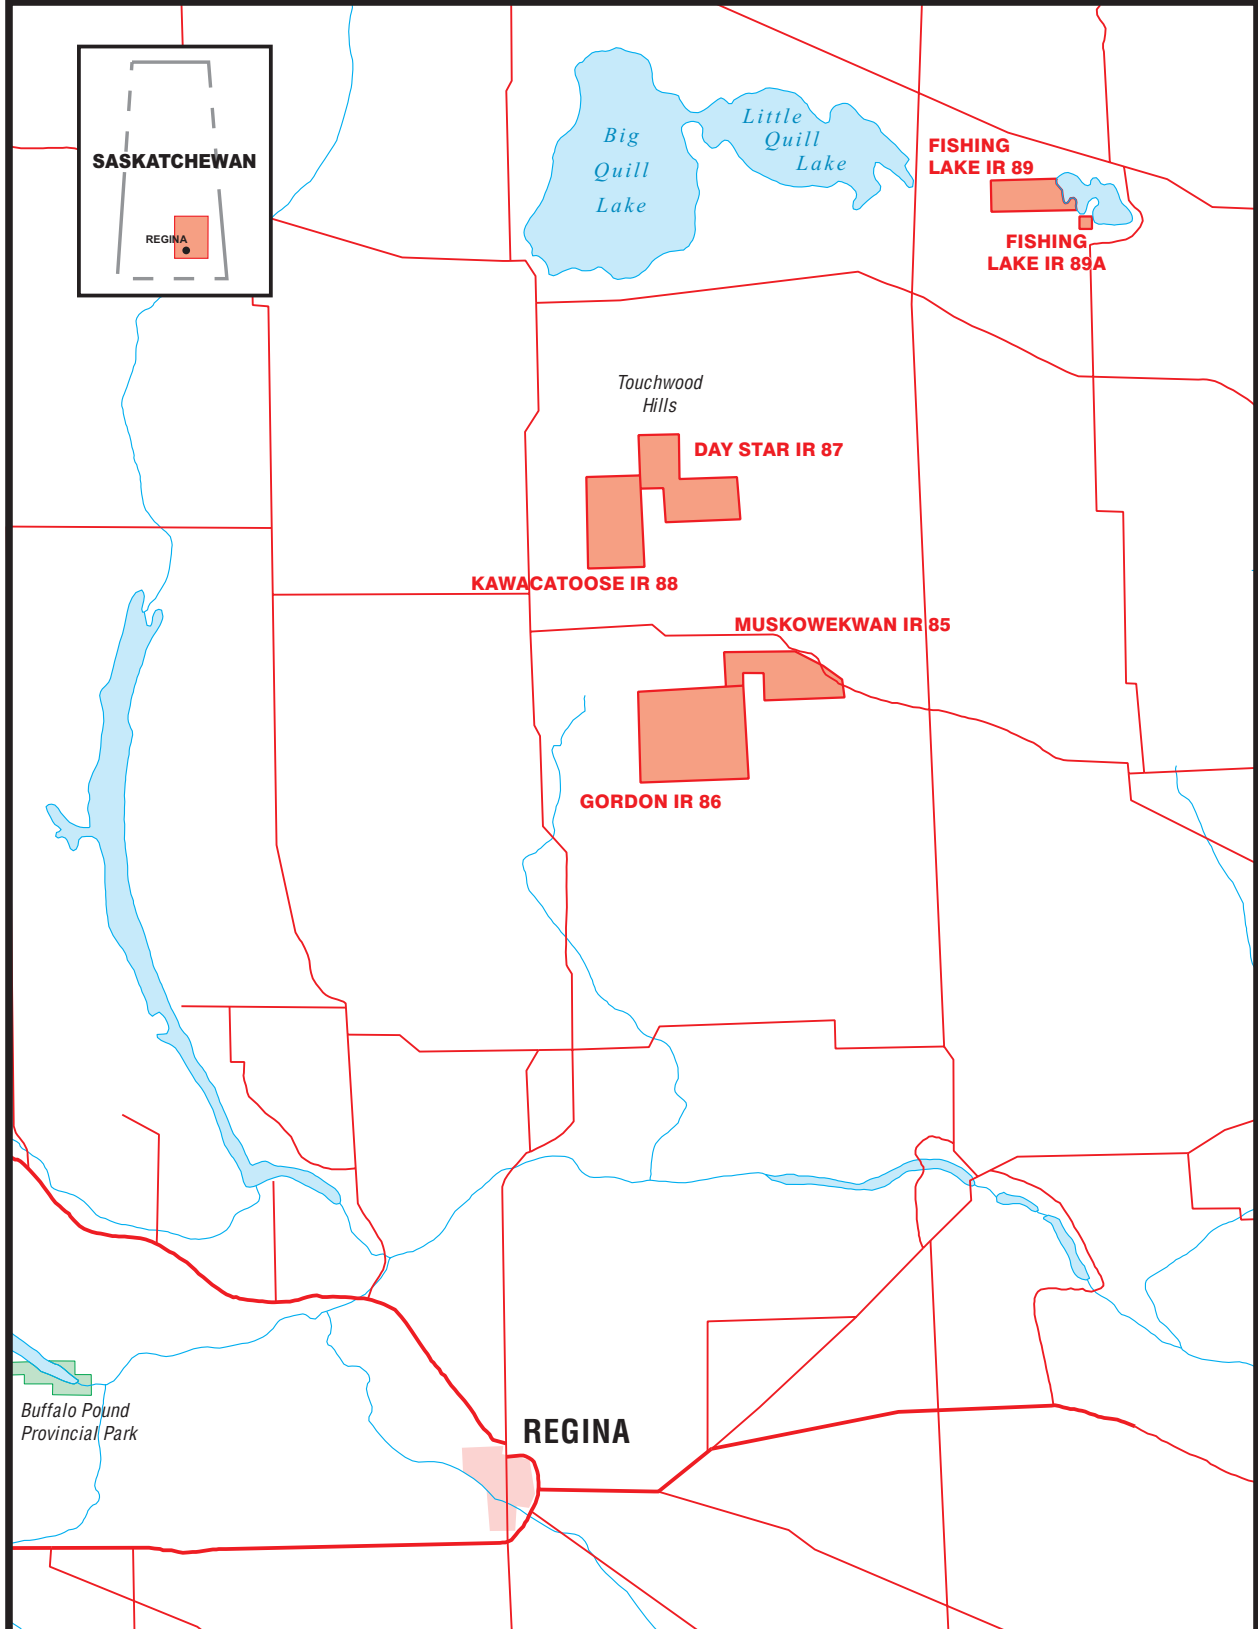 SASKATCHEWAN
REGINA
Big
Quill
Lake
Little
Quill
Lake
FISHING
LAKE IR 89
FISHING
LAKE IR 89A
Touchwood
Hills
DAY STAR IR 87
KAWACATOOSE IR 88
MUSKOWEKWAN IR 85
GORDON IR 86
Buffalo Pound
Provincial Park
REGINA